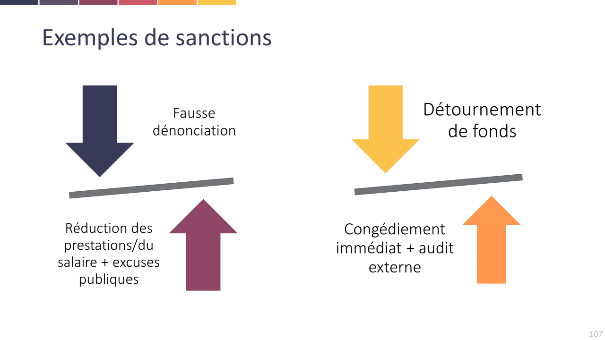 Exemples de sanctions
Fausse
dénonciation
Réduction des
prestations/du
salaire + excuses
publiques
Détournement
de fonds
Congédiement
immédiat + audit
externe
107